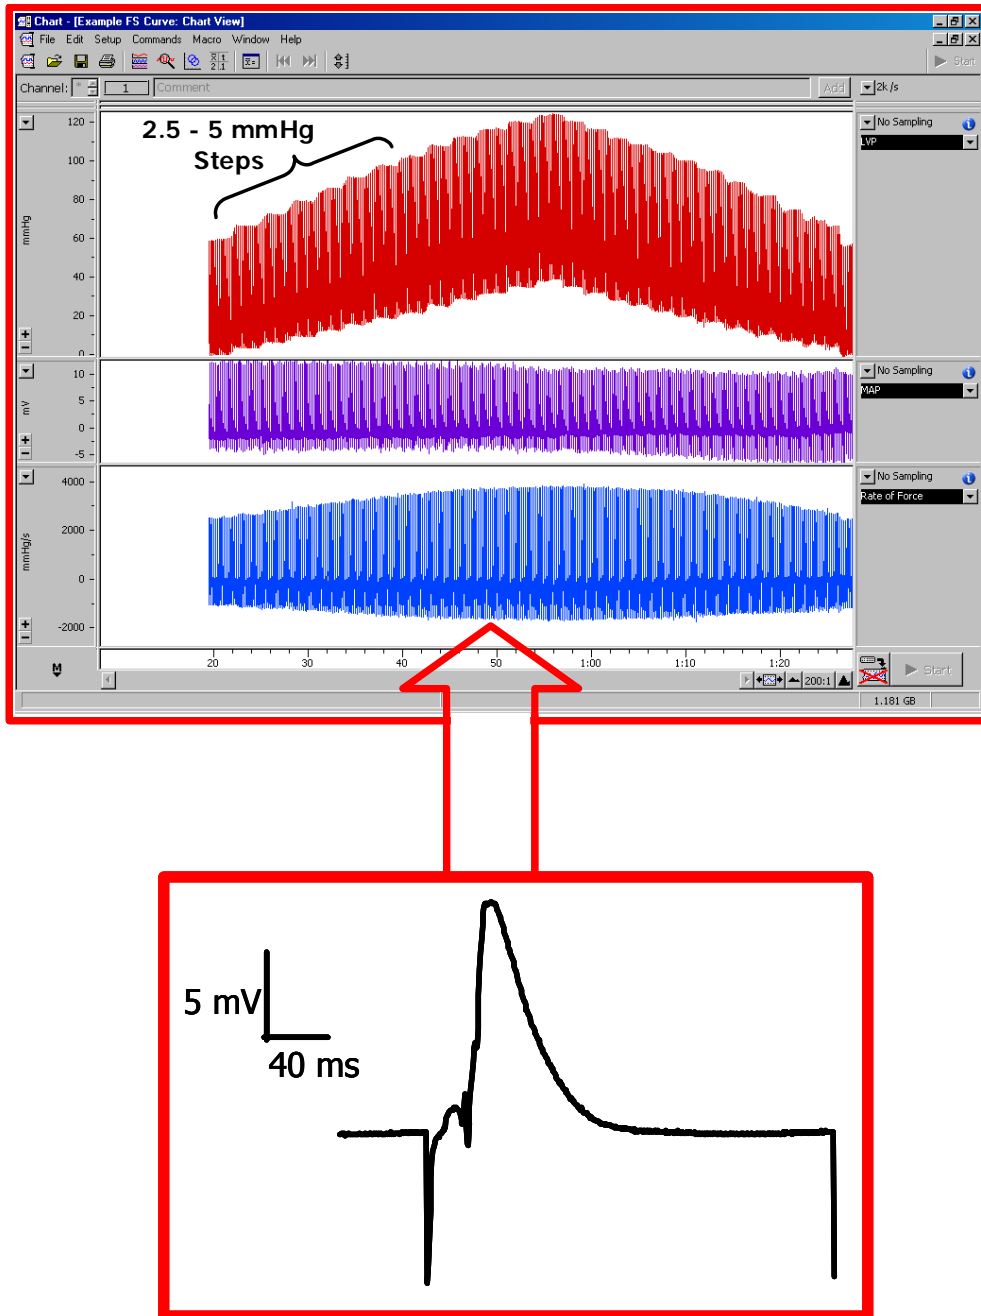 Chart - [Example FS Curve: Chart View]
File Edit Setup Commands Macro Window Help
Channel: * 1 Comment Add 2k /s
Start
2.5 - 5 mmHg
Steps
120
100
80
60
40
20
0
mmHg
No Sampling
LVP
10
5
0
-5
mV
No Sampling
MAP
4000
2000
0
-2000
mmHg/s
No Sampling
Rate of Force
M
20 30 40 50 1:00 1:10 1:20
200:1
Start
1.181 GB
5 mV
40 ms